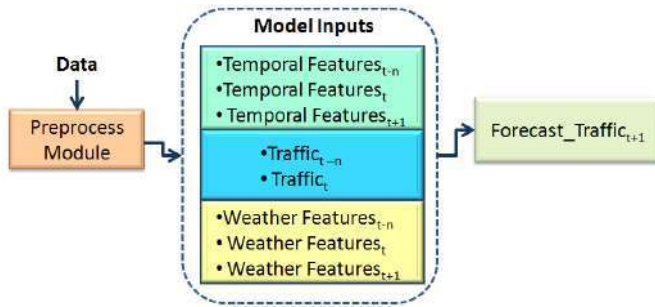 Model Inputs
Data
Preprocess
Module
•Temporal Featuresₜ₋ₙ
•Temporal Featuresₜ
• Temporal Featuresₜ₊₁
•Trafficₜ₋ₙ
• Trafficₜ
•Weather Featuresₜ₋ₙ
• Weather Featuresₜ
• Weather Featuresₜ₊₁
Forecast_Trafficₜ₊₁